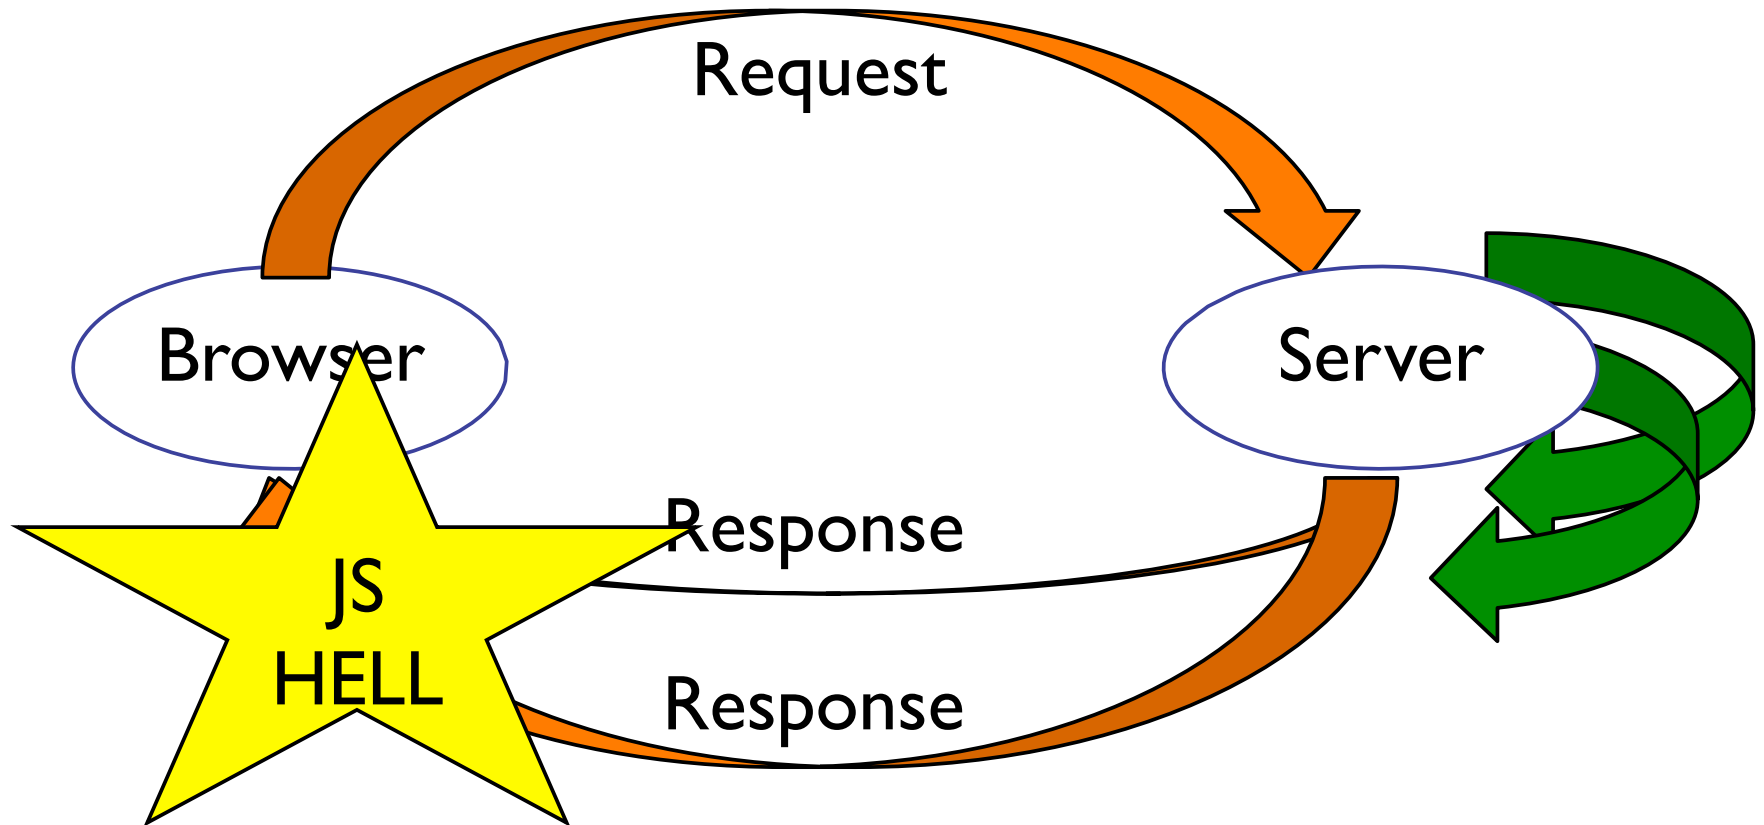 Request
Browser
Server
Response
JS
HELL
Response